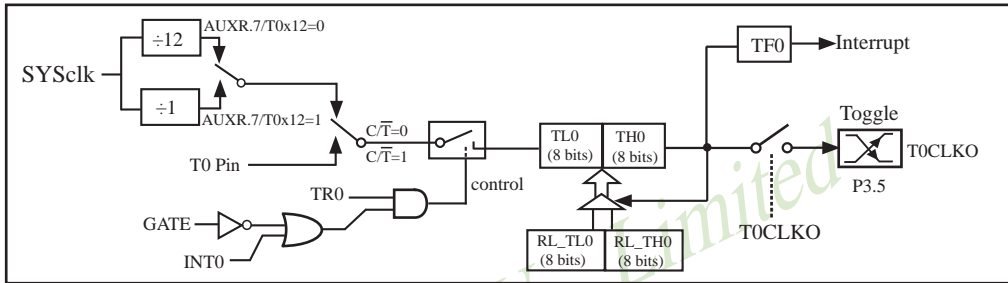 ÷12
AUXR.7/T0x12=0
SYSclk
÷1
AUXR.7/T0x12=1
T0 Pin
C/T̅=0
C/T̅=1
TR0
control
GATE
INT0
TL0
(8 bits)
TH0
(8 bits)
RL_TL0
(8 bits)
RL_TH0
(8 bits)
TF0
Interrupt
Toggle
T0CLKO
P3.5
T0CLKO
Limited